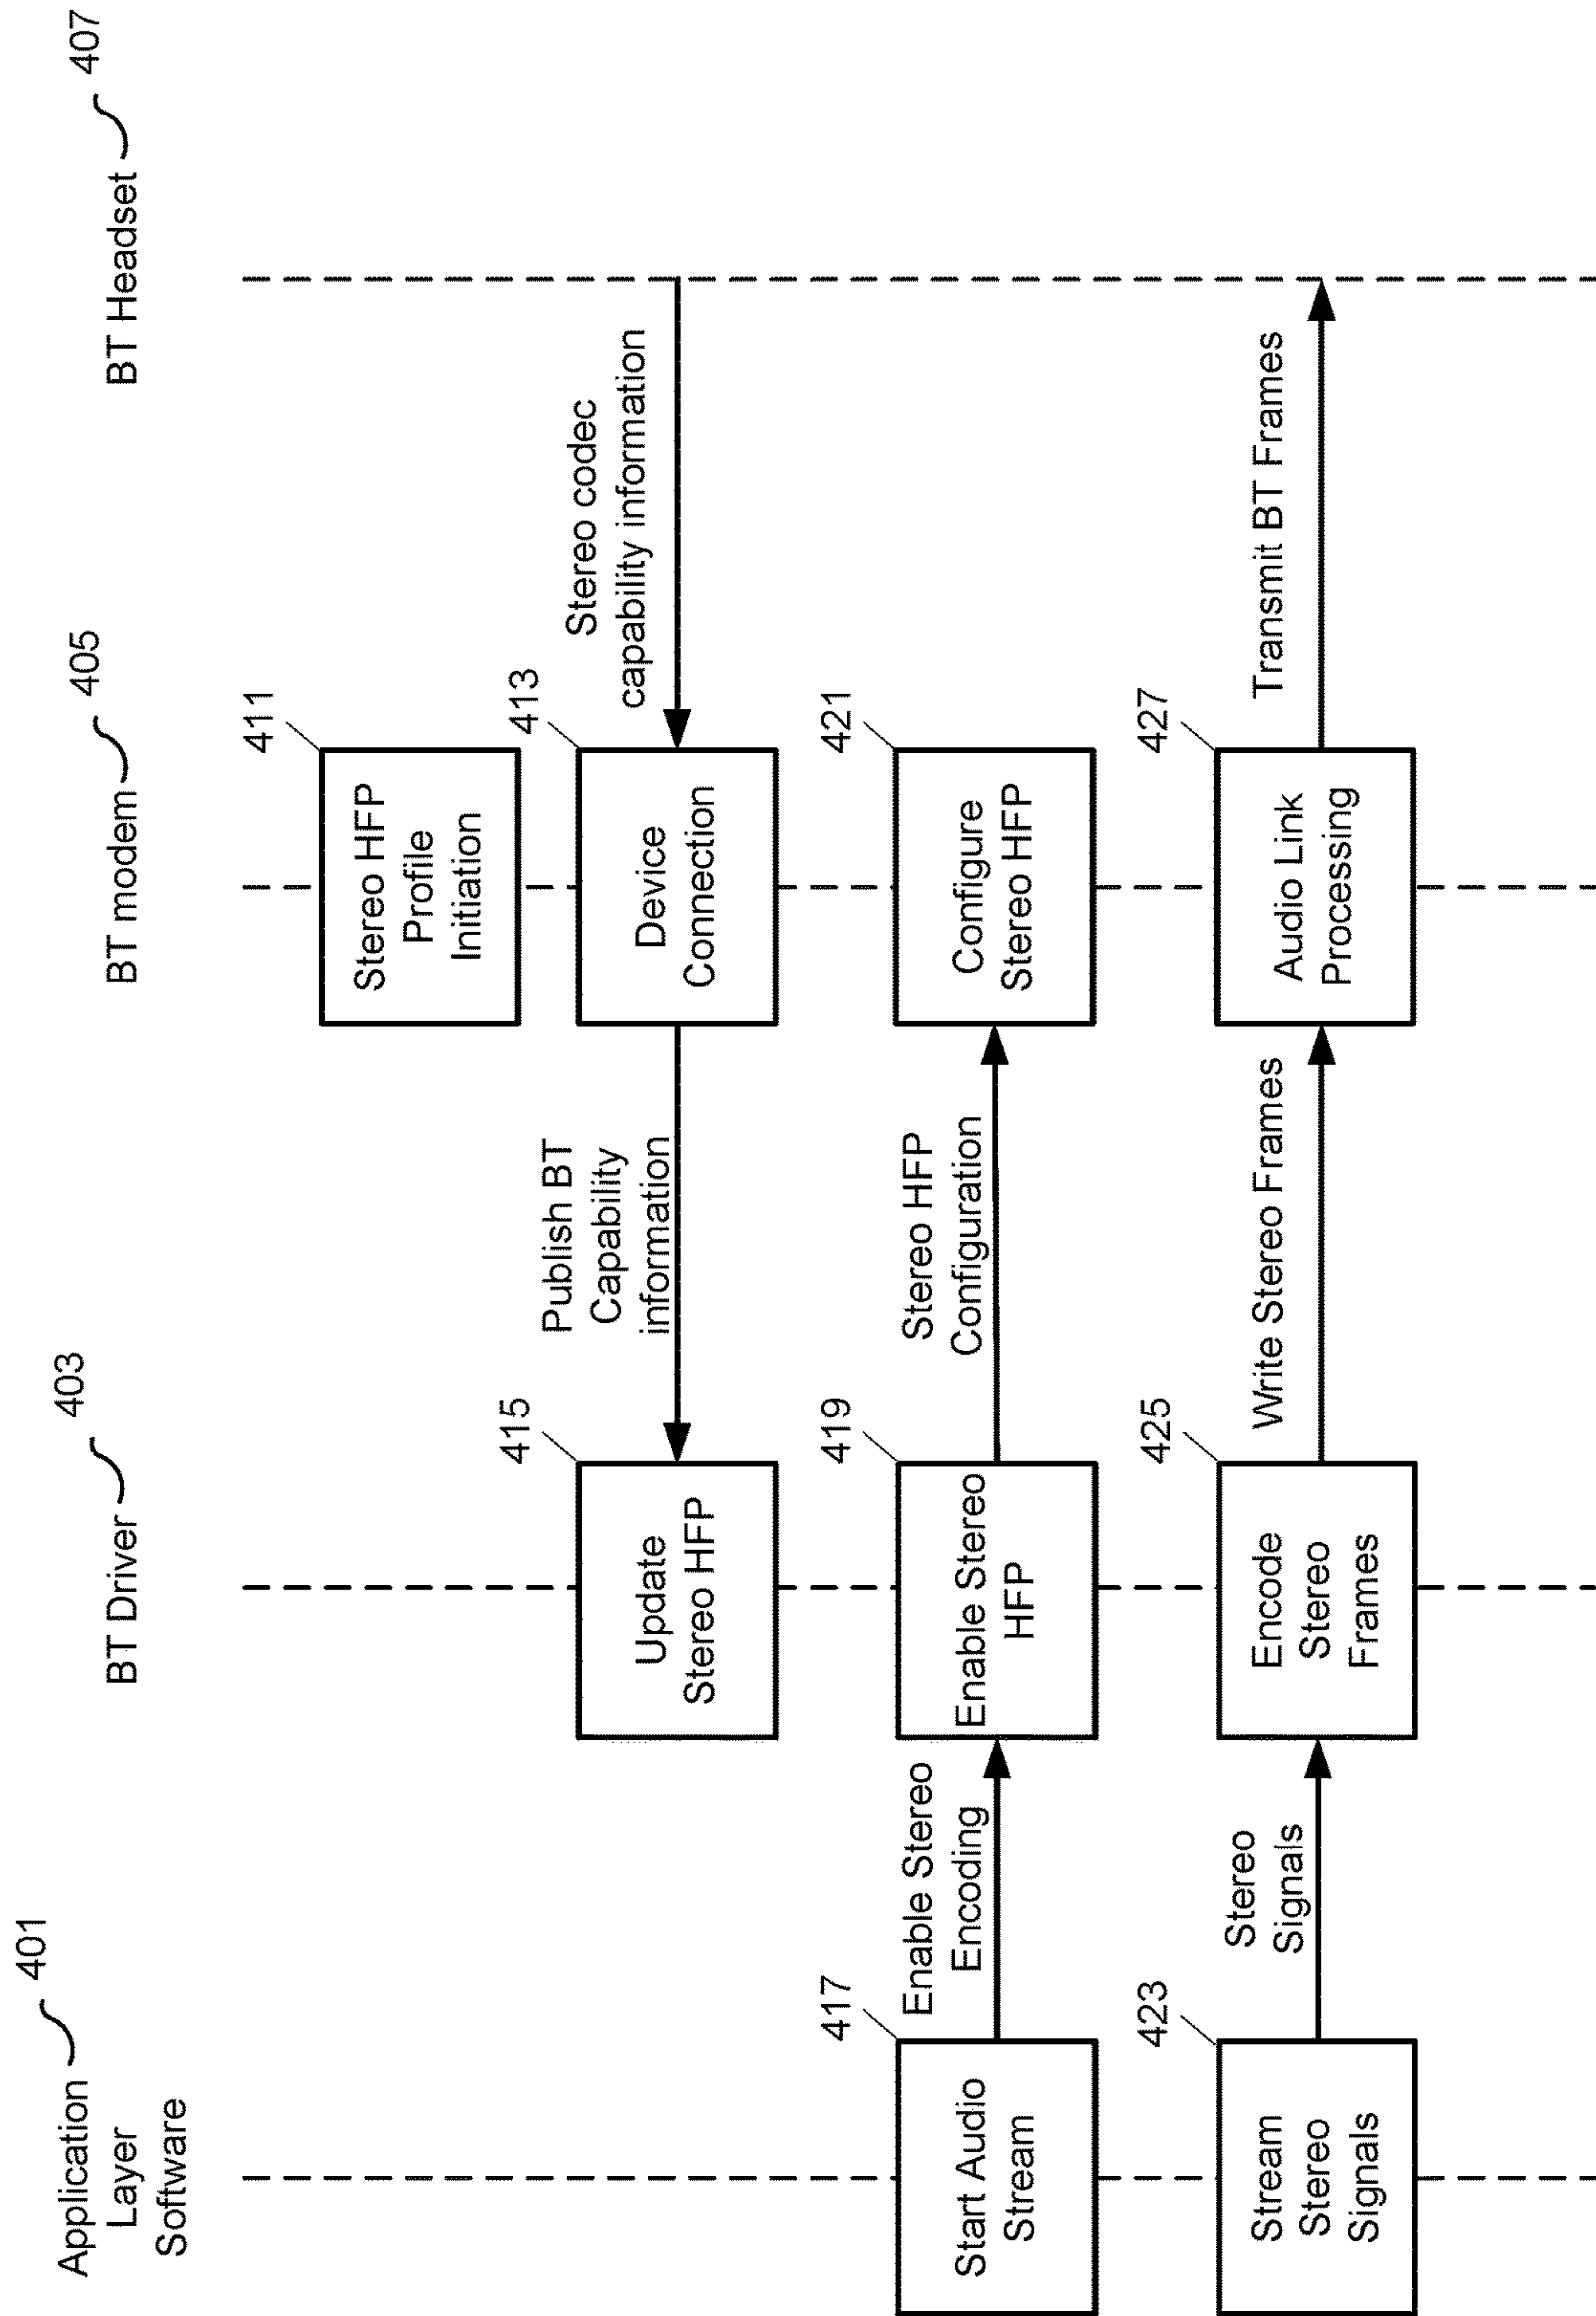 Application
Layer
Software
401
BT Driver
403
BT modem
405
BT Headset
407
411
Stereo HFP
Profile
Initiation
413
Device
Connection
Stereo codec
capability information
Publish BT
Capability
information
415
Update
Stereo HFP
417
Start Audio
Stream
Enable Stereo
Encoding
419
Enable Stereo
HFP
Stereo HFP
Configuration
421
Configure
Stereo HFP
423
Stream
Stereo
Signals
Stereo
Signals
425
Encode
Stereo
Frames
Write Stereo Frames
427
Audio Link
Processing
Transmit BT Frames